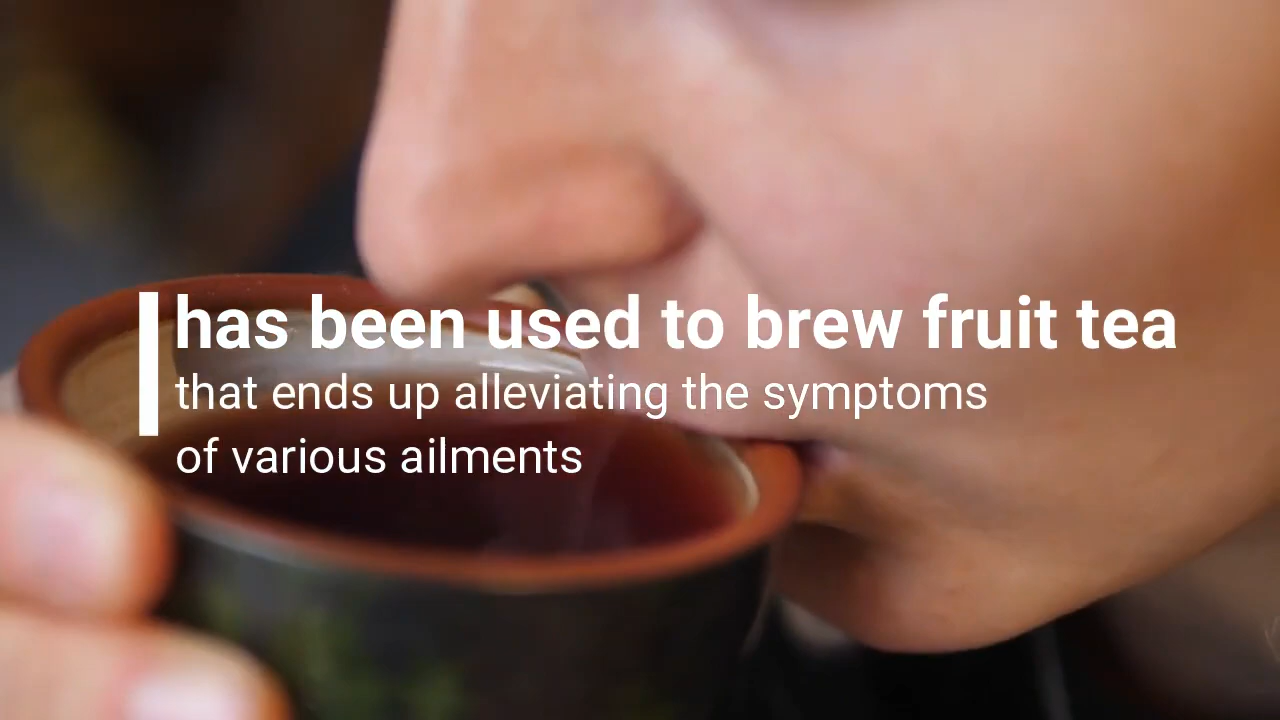 has been used to brew fruit tea
that ends up alleviating the symptoms
of various ailments